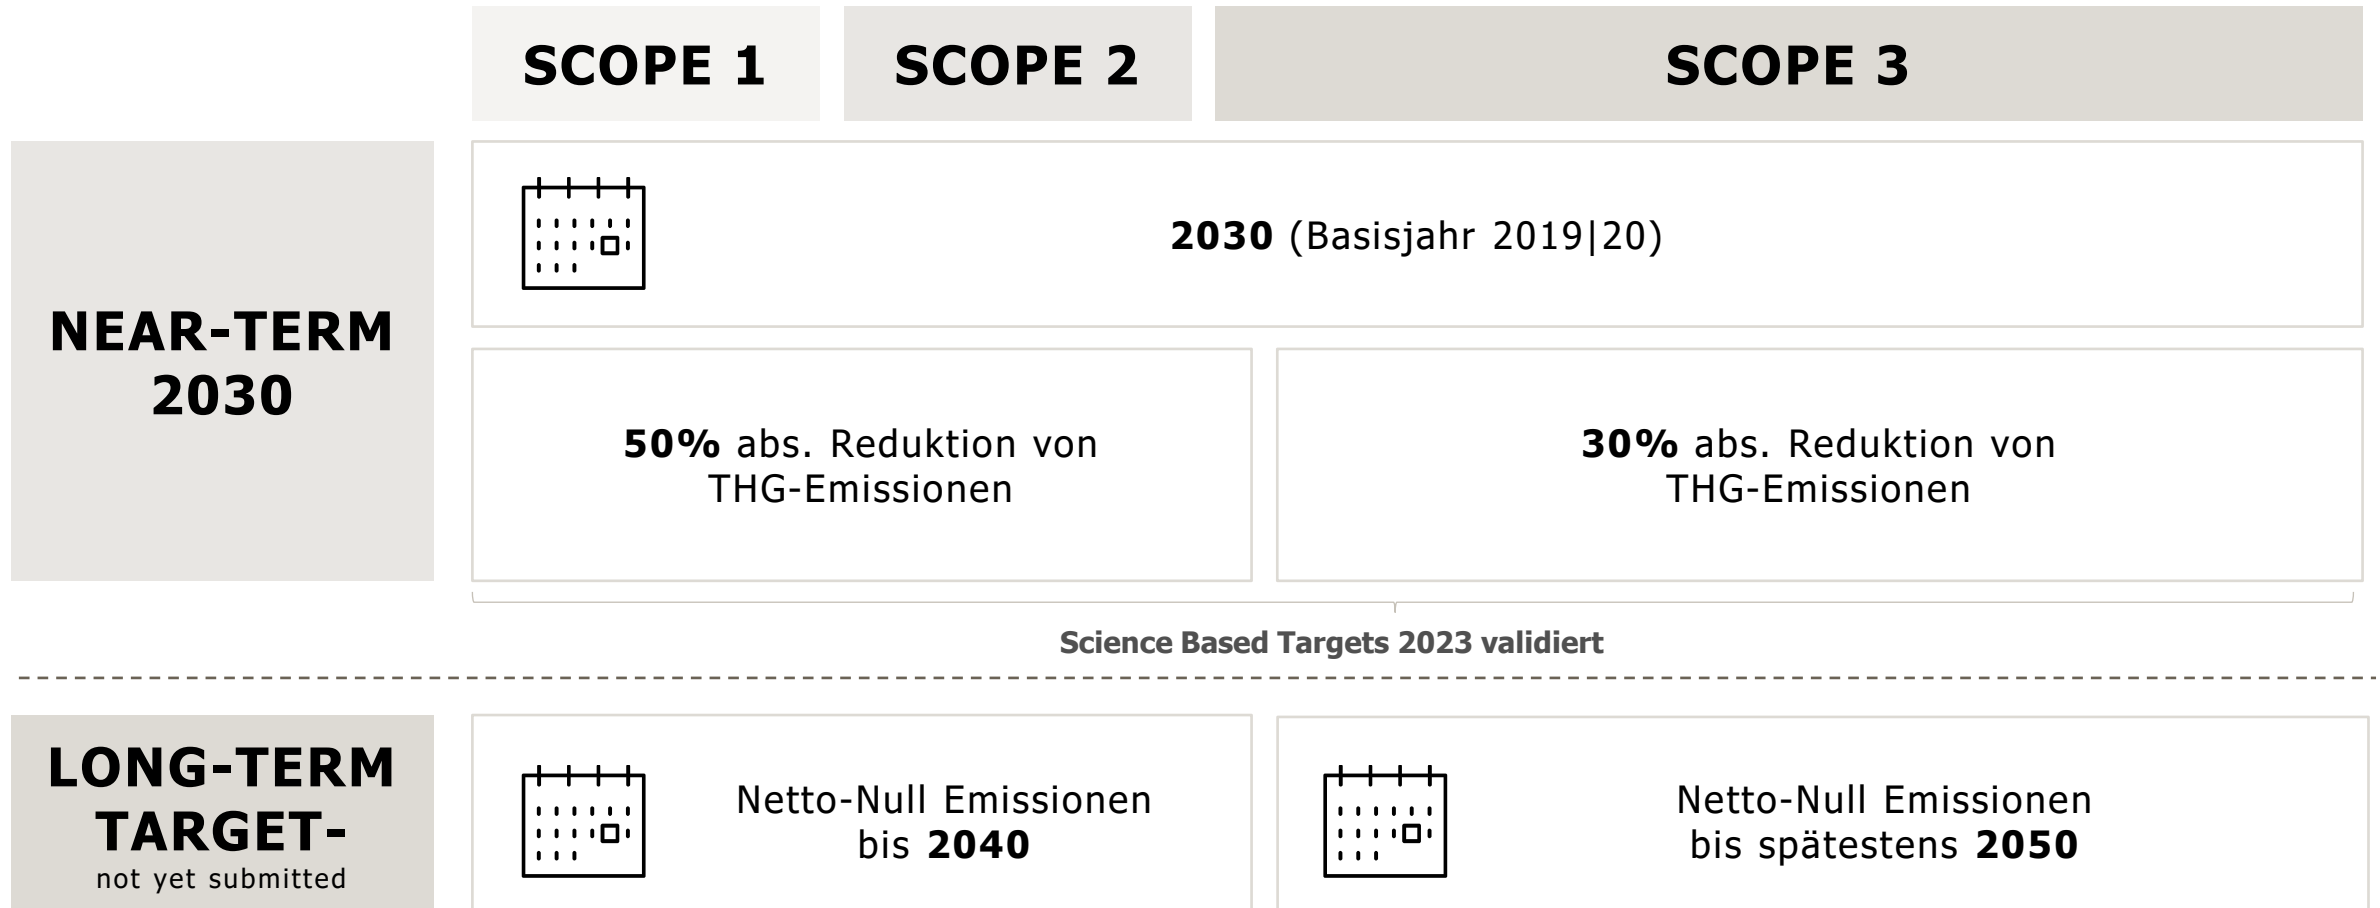 SCOPE 1
SCOPE 2
SCOPE 3
NEAR-TERM
2030
2030 (Basisjahr 2019|20)
50% abs. Reduktion von
THG-Emissionen
30% abs. Reduktion von
THG-Emissionen
Science Based Targets 2023 validiert
LONG-TERM
TARGET-
not yet submitted
Netto-Null Emissionen
bis 2040
Netto-Null Emissionen
bis spätestens 2050